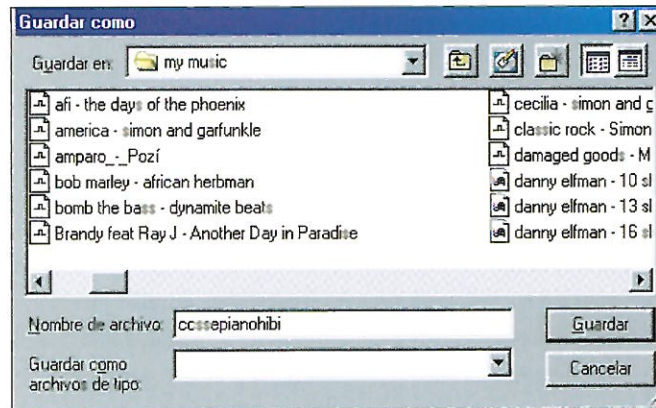 Guardar como
Guardar en: my music
afi - the days of the phoenix
america - simon and garfunkle
amparo_-_Pozí
bob marley - african herbman
bomb the bass - dynamite beats
Brandy feat Ray J - Another Day in Paradise
cecilia - simon and g
classic rock - Simon
damaged goods - M
danny elfman - 10 sl
danny elfman - 13 sl
danny elfman - 16 sl
Nombre de archivo: ccssepianohibi
Guardar
Guardar como
archivos de tipo:
Cancelar